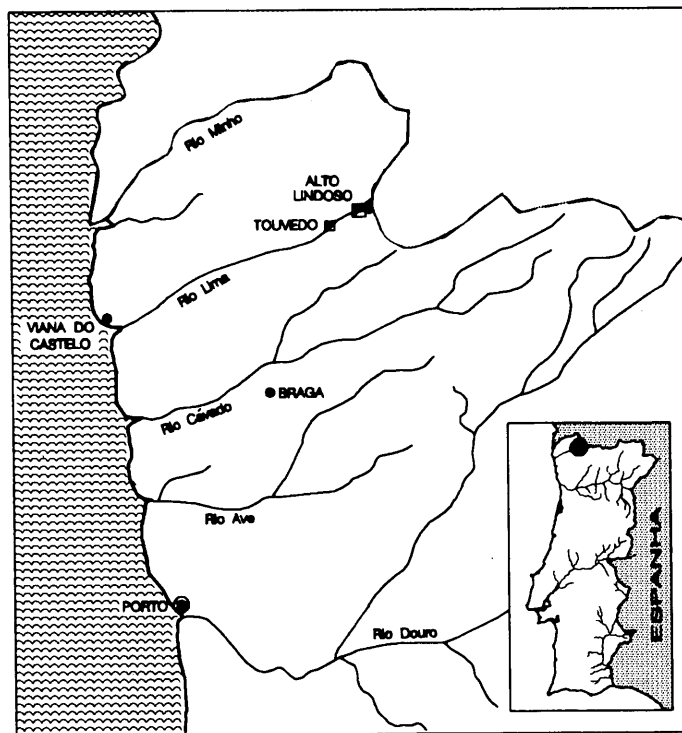 Rio Minho
ALTO
LINDOSO
TOUVEDO
Rio Lima
VIANA DO
CASTELO
BRAGA
Rio Cávado
Rio Ave
PORTO
Rio Douro
ESPANHA